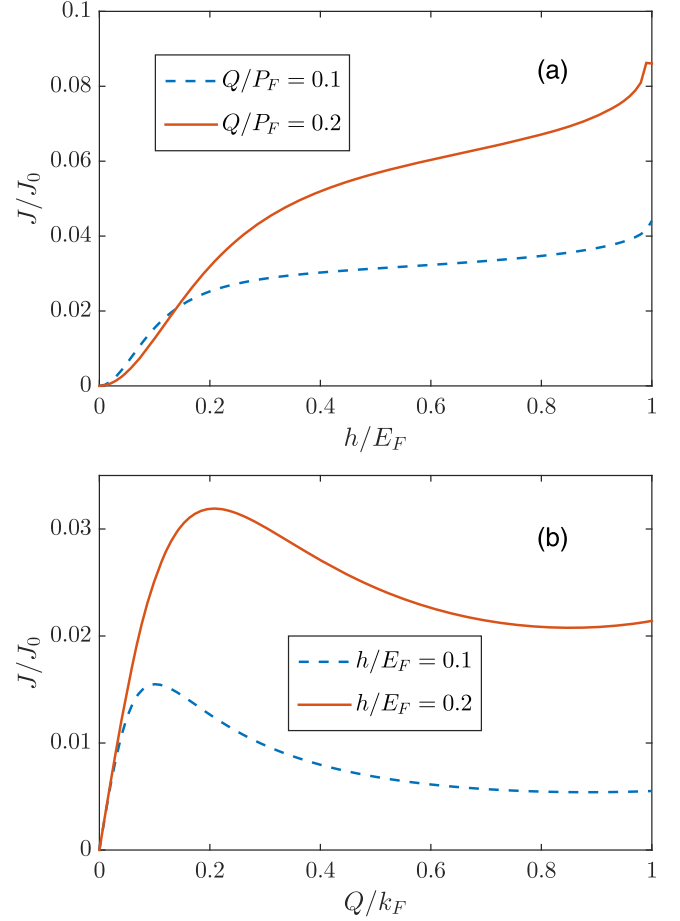 0.1
(a)
Q/P_F = 0.1
Q/P_F = 0.2
0.08
0.06
0.04
0.02
0
J/J_0
0 0.2 0.4 0.6 0.8 1
h/E_F
(b)
0.03
0.02
0.01
0
J/J_0
h/E_F = 0.1
h/E_F = 0.2
0 0.2 0.4 0.6 0.8 1
Q/k_F